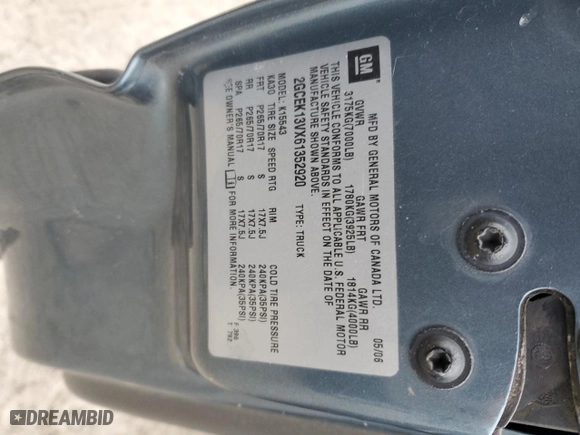 GM
MFD BY GENERAL MOTORS OF CANADA LTD.
05/06
GVWR GAWR FRT GAWR RR
3175KG(7000LB) 1780KG(3925LB) 1814KG(4000LB)
THIS VEHICLE CONFORMS TO ALL APPLICABLE U.S. FEDERAL MOTOR
VEHICLE SAFETY STANDARDS IN EFFECT ON THE DATE OF
MANUFACTURE SHOWN ABOVE.
2GCEK13VX61352920 TYPE: TRUCK
MODEL: K15543
KA30 TIRE SIZE SPEED RTG RIM COLD TIRE PRESSURE
FRT P265/70R17 S 17X7.5J 240KPA(35PSI)
RR P265/70R17 S 17X7.5J 240KPA(35PSI)
SPA P265/70R17 S 17X7.5J 240KPA(35PSI)
SEE OWNER'S MANUAL FOR MORE INFORMATION.
DREAMBID